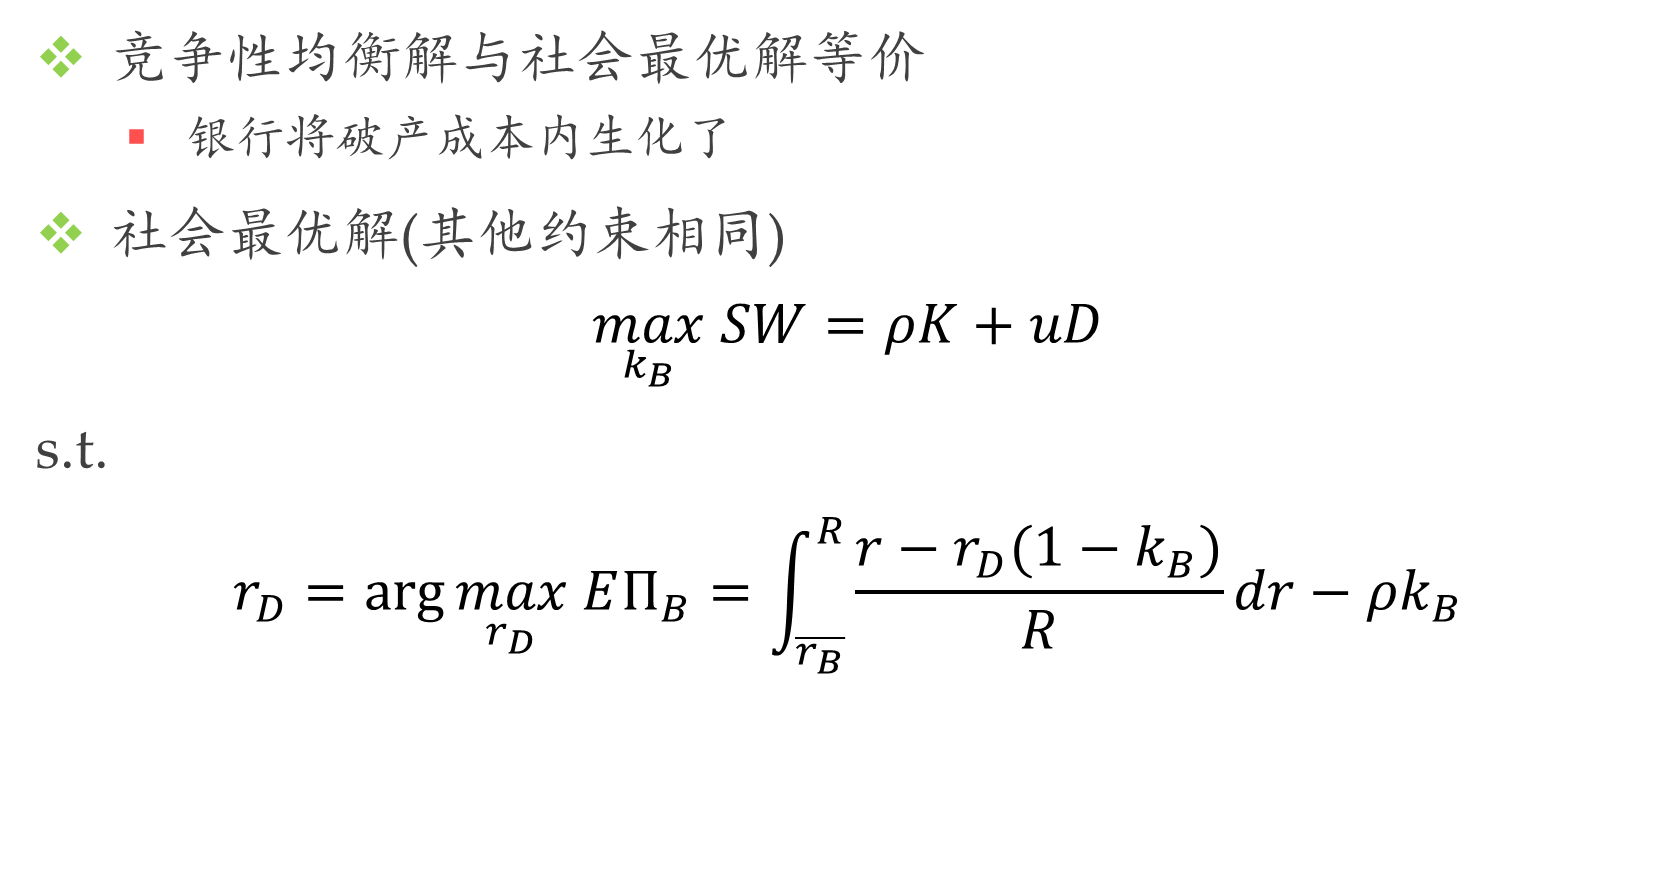 竞争性均衡解与社会最优解等价
银行将破产成本内生化了
社会最优解(其他约束相同)
max_{k_B} SW = ρK + uD
s.t.
r_D = arg max_{r_D} EΠ_B = ∫_{\overline{r_B}}^{R} \frac{r − r_D(1 − k_B)}{R} dr − ρk_B